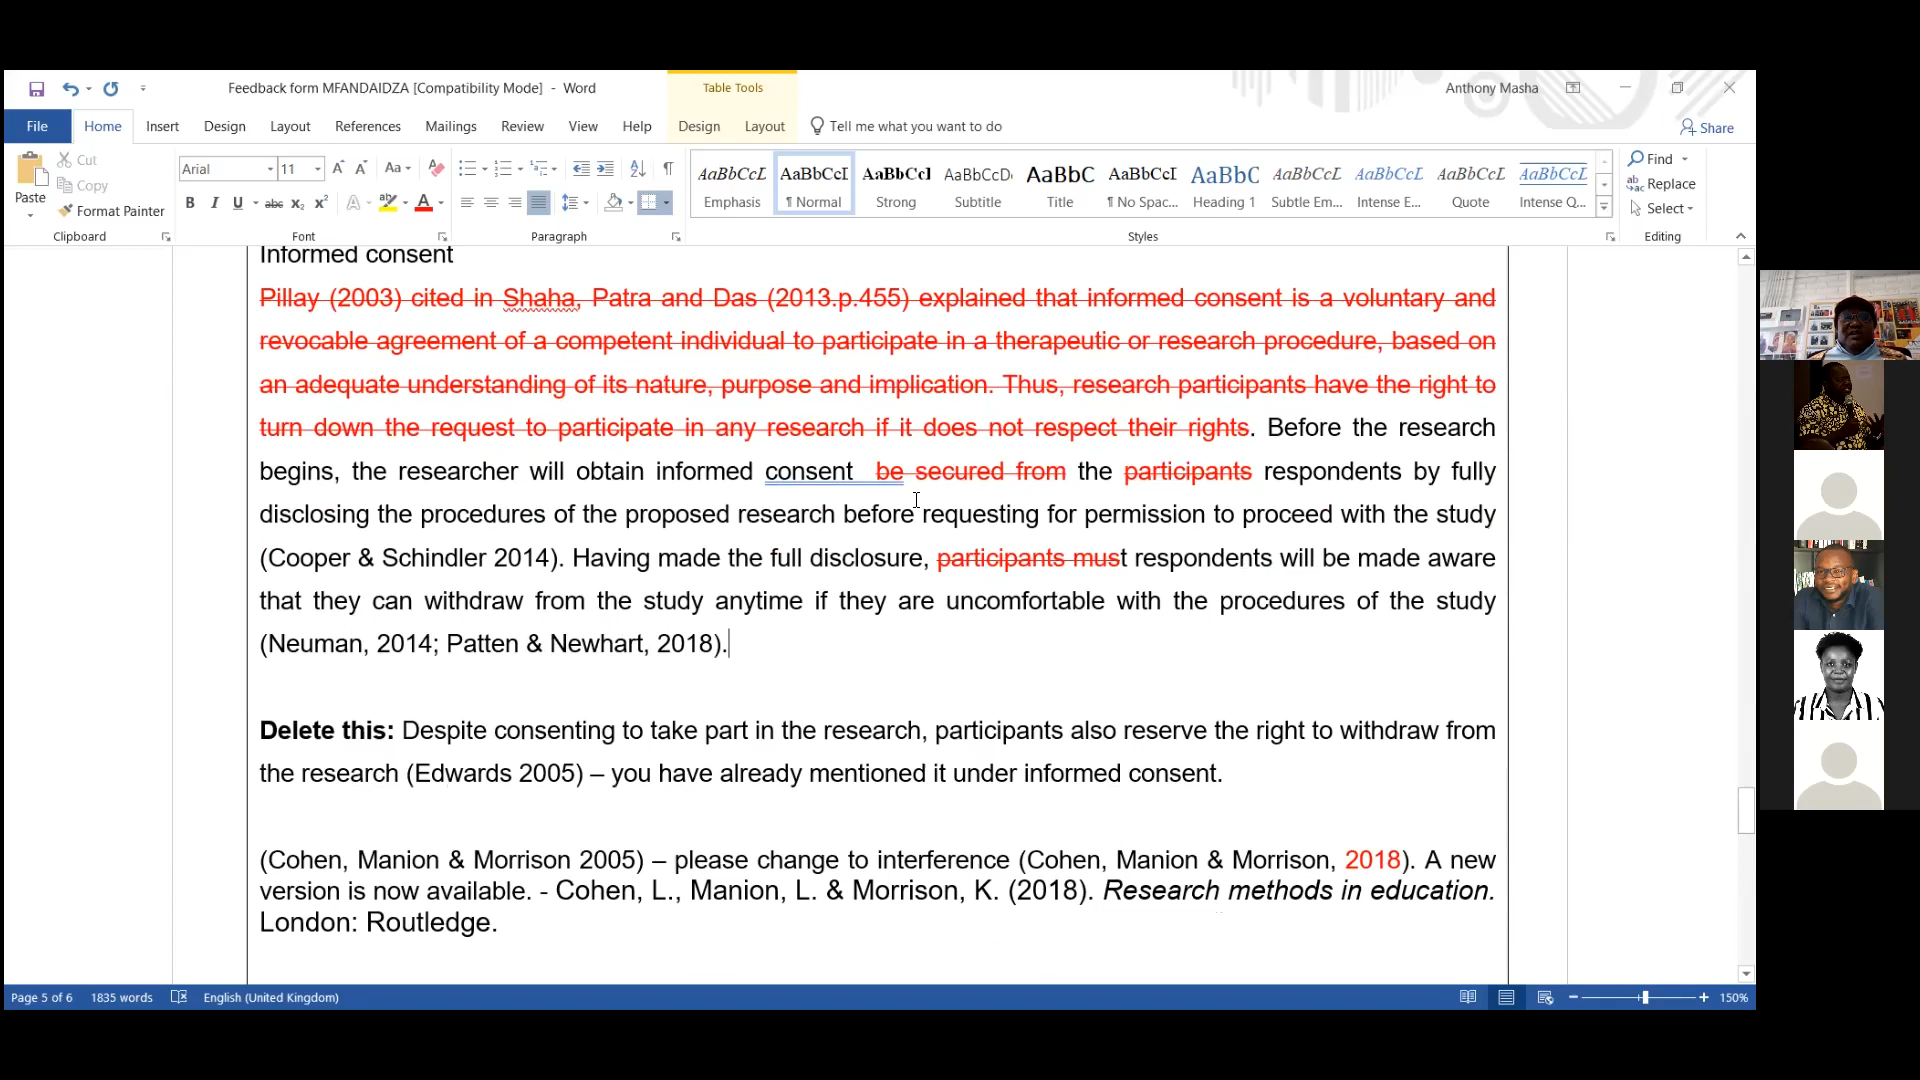 Feedback form MFANDAIDZA [Compatibility Mode] - Word
Table Tools
Anthony Masha
File Home Insert Design Layout References Mailings Review View Help Design Layout Tell me what you want to do
Share
Paste
Cut
Copy
Format Painter
Clipboard
Arial 11
Font
Paragraph
AaBbCcL AaBbCcI AaBbCcI AaBbCcD AaBbC AaBbCcI AaBbC AaBbCcL AaBbCcL AaBbCcL AaBbCcL
Emphasis ¶ Normal Strong Subtitle Title ¶ No Spac... Heading 1 Subtle Em... Intense E... Quote Intense Q...
Styles
Find
Replace
Select
Editing
Informed consent
Pillay (2003) cited in Shaha, Patra and Das (2013.p.455) explained that informed consent is a voluntary and
revocable agreement of a competent individual to participate in a therapeutic or research procedure, based on
an adequate understanding of its nature, purpose and implication. Thus, research participants have the right to
turn down the request to participate in any research if it does not respect their rights. Before the research
begins, the researcher will obtain informed consent be secured from the participants respondents by fully
disclosing the procedures of the proposed research before requesting for permission to proceed with the study
(Cooper & Schindler 2014). Having made the full disclosure, participants must respondents will be made aware
that they can withdraw from the study anytime if they are uncomfortable with the procedures of the study
(Neuman, 2014; Patten & Newhart, 2018).
Delete this: Despite consenting to take part in the research, participants also reserve the right to withdraw from
the research (Edwards 2005) – you have already mentioned it under informed consent.
(Cohen, Manion & Morrison 2005) – please change to interference (Cohen, Manion & Morrison, 2018). A new
version is now available. - Cohen, L., Manion, L. & Morrison, K. (2018). Research methods in education.
London: Routledge.
Page 5 of 6 1835 words English (United Kingdom) 150%